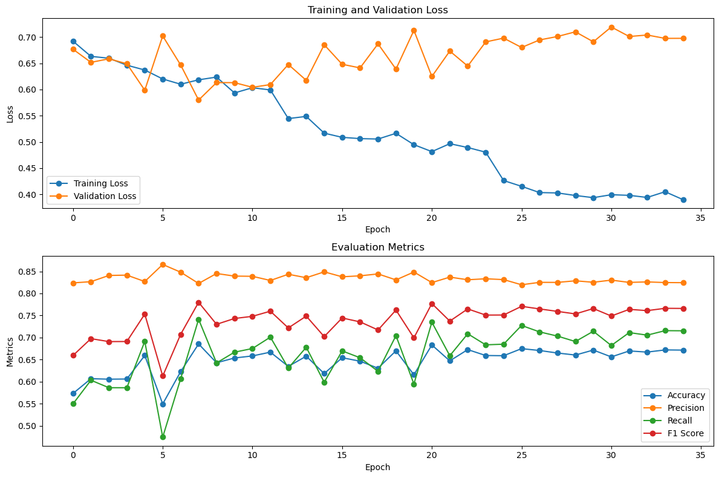 Training and Validation Loss
Loss
0.70
0.65
0.60
0.55
0.50
0.45
0.40
Training Loss
Validation Loss
0 5 10 15 20 25 30 35
Epoch
Evaluation Metrics
Metrics
0.85
0.80
0.75
0.70
0.65
0.60
0.55
0.50
Accuracy
Precision
Recall
F1 Score
0 5 10 15 20 25 30 35
Epoch